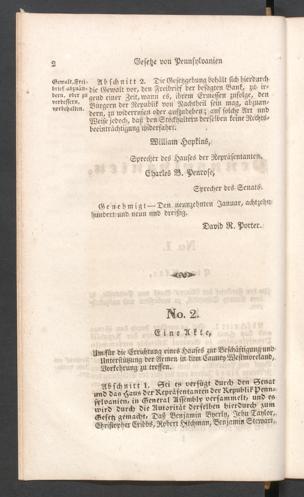 2 Gesetze von Pennsylvanien
Gewalt, Frei-
brief abzuän-
dern, oder zu
verbessern,
vorbehalten.
Abschnitt 2. Die Gesetzgebung behält sich hierdurch
die Gewalt vor, den Freibrief der besagten Bank, zu ir-
gend einer Zeit, wann es, ihrem Ermessen zufolge, den
Bürgern der Republik von Nachtheil sein mag, abzuän-
dern, zu widerrufen oder aufzuheben; auf solche Art und
Weise jedoch, daß den Stockhaltern derselben keine Rechts-
beeinträchtigung widerfahre.
William Hopkins,
Sprecher des Hauses der Repräsentanten.
Charles B. Penrose,
Sprecher des Senats.
Genehmigt—Den neunzehnten Januar, achtzehn
hundert und neun und dreißig.
David R. Porter.
No. 2.
Eine Akte,
Um für die Errichtung eines Hauses zur Beschäftigung und
Unterstützung der Armen in dem County Westmoreland,
Vorkehrung zu treffen.
Abschnitt 1. Sei es verfügt durch den Senat
und das Haus der Repräsentanten der Republik Penn-
sylvanien, in General Assembly versammelt, und es
wird durch die Autorität derselben hierdurch zum
Gesetz gemacht, Daß Benjamin Byerly, John Taylor,
Christopher Cribbs, Robert Hitchman, Benjamin Stewart,